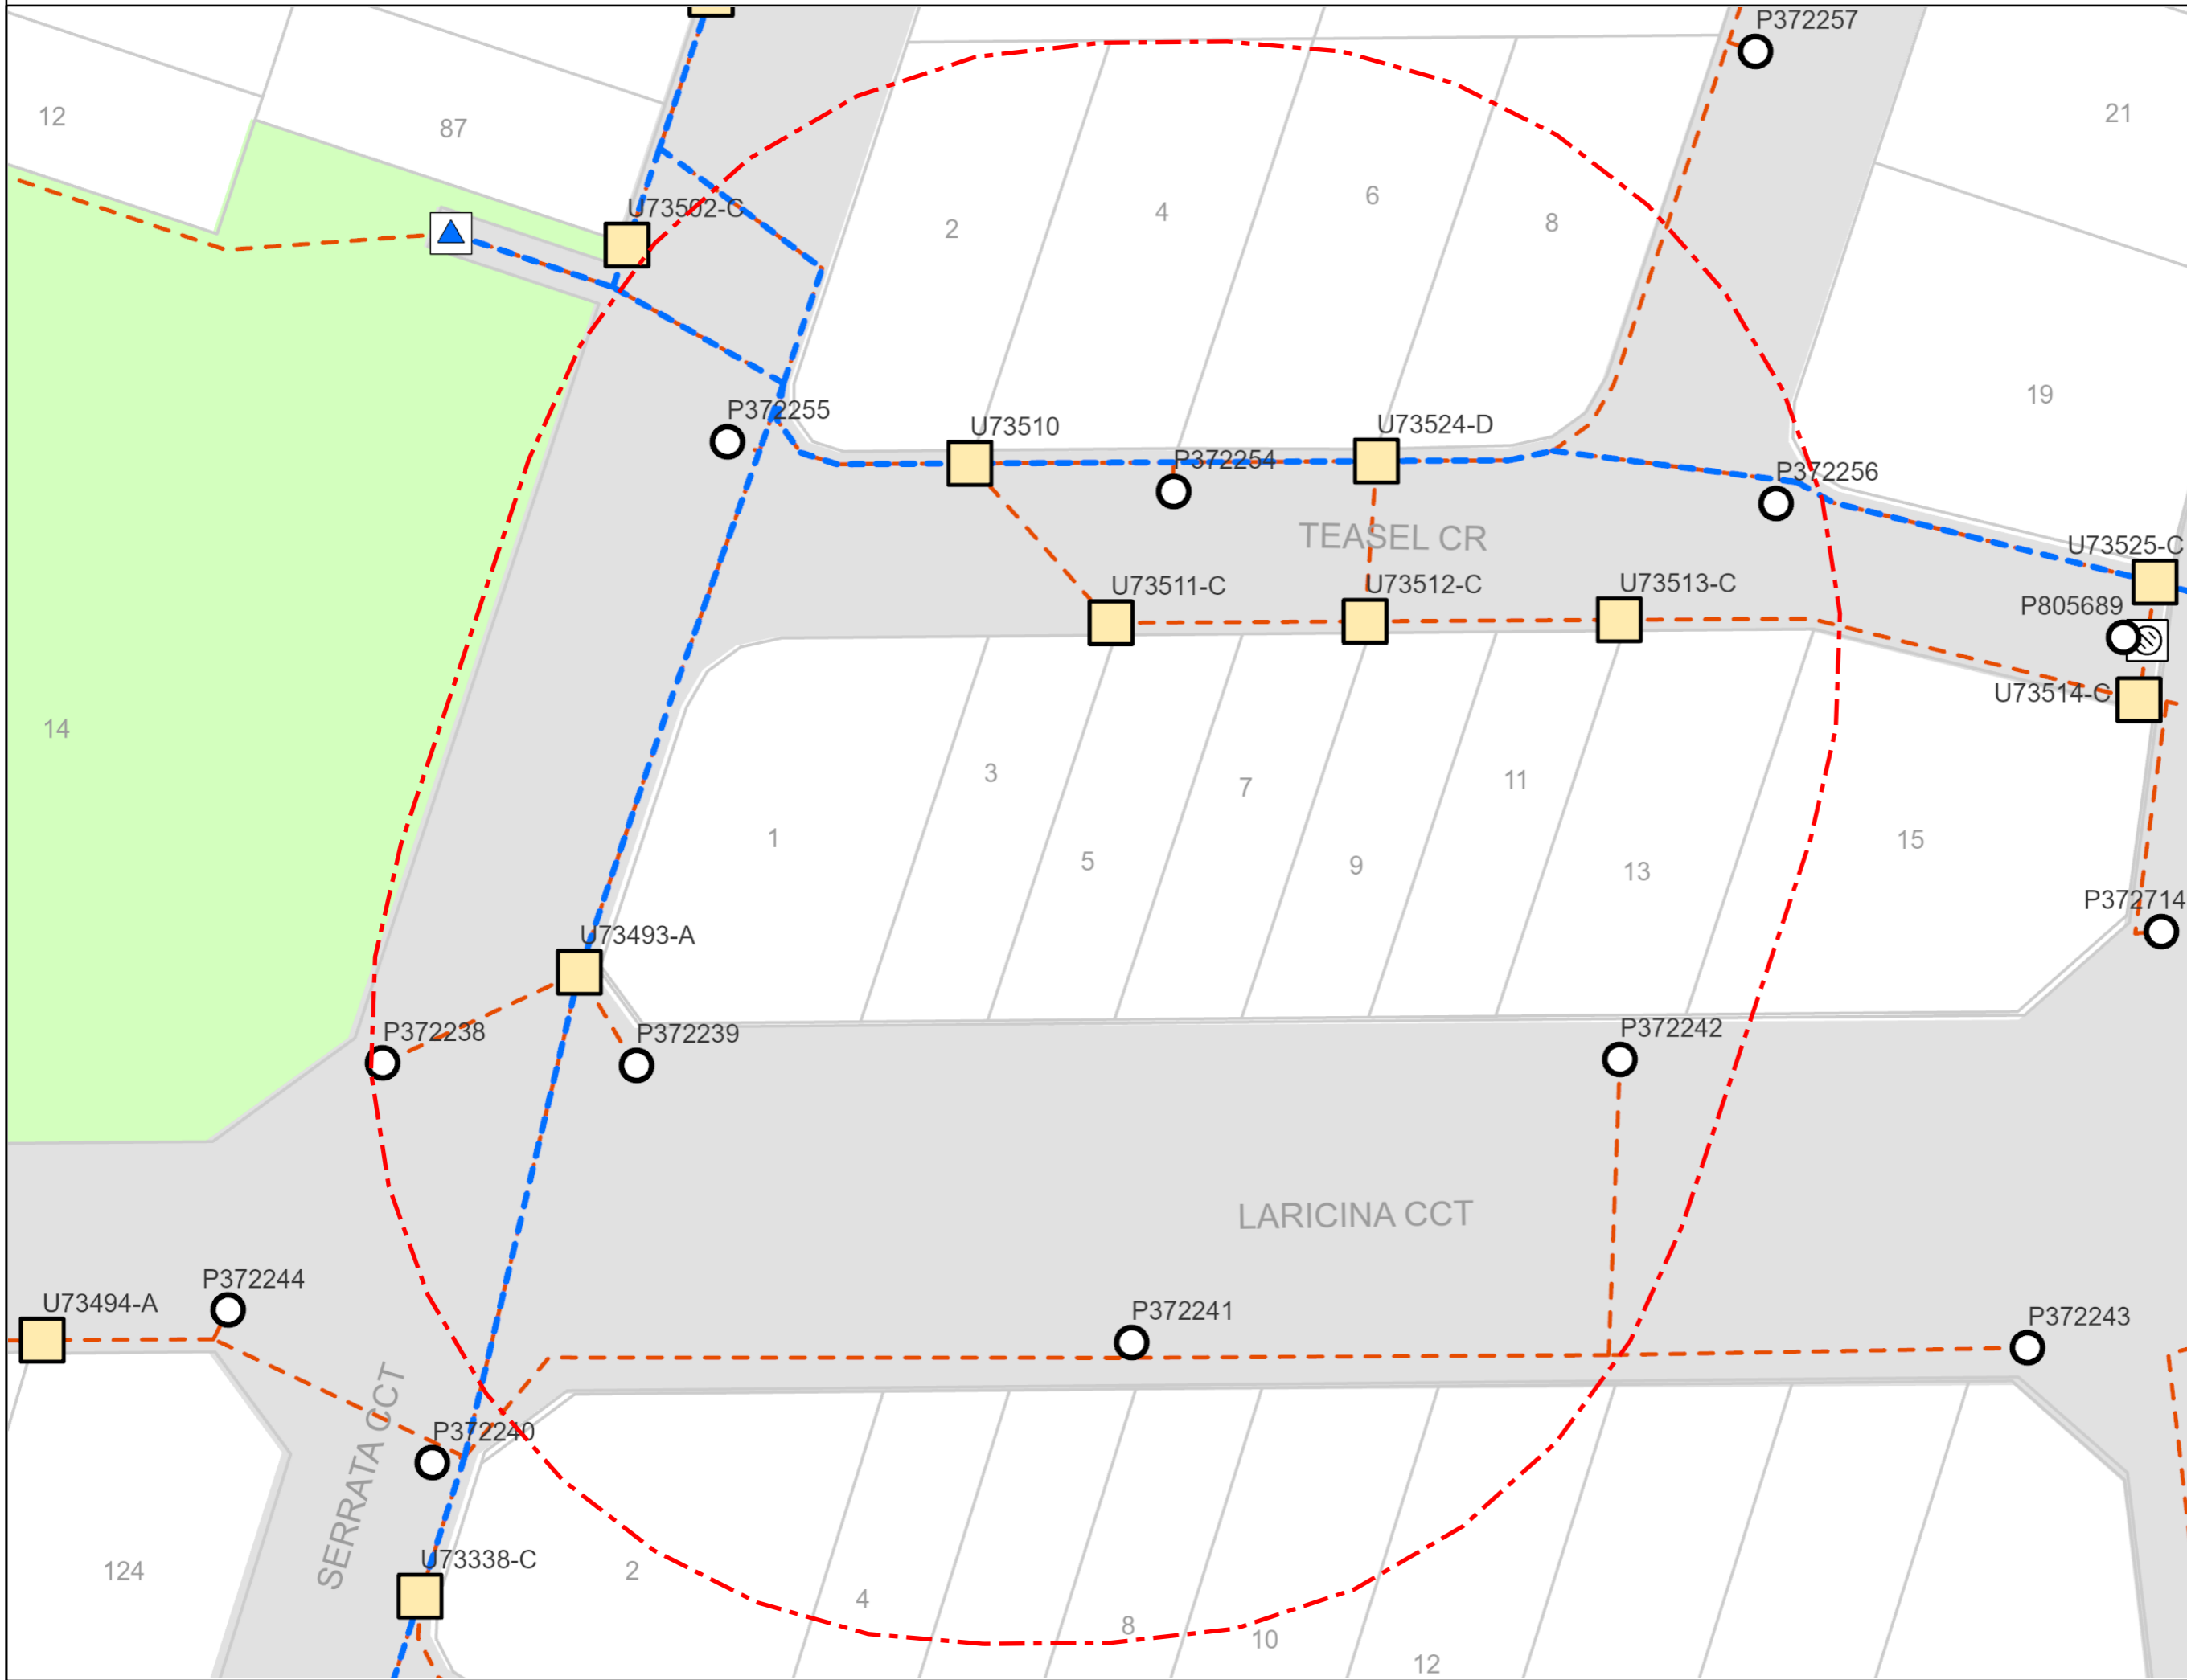 P372257
12
87
21
U73502-C
2
4
6
8
19
P372255
U73510
U73524-D
P372254
P372256
TEASEL CR
U73525-C
U73511-C
U73512-C
U73513-C
P805689
U73514-C
14
3
7
11
1
5
9
13
15
P372714
U73493-A
P372238
P372239
P372242
LARICINA CCT
P372244
U73494-A
P372241
P372243
SERRATA CCT
P372240
U73338-C
124
2
4
8
10
12